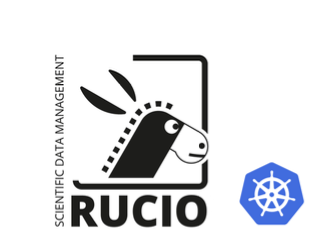 SCIENTIFIC DATA MANAGEMENT
RUCIO